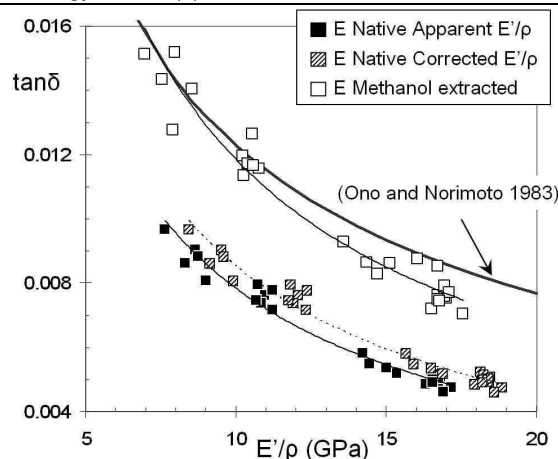 0.016
tanδ
0.012
0.008
0.004
E Native Apparent E'/ρ
E Native Corrected E'/ρ
E Methanol extracted
(Ono and Norimoto 1983)
5
10
15
20
E'/ρ (GPa)